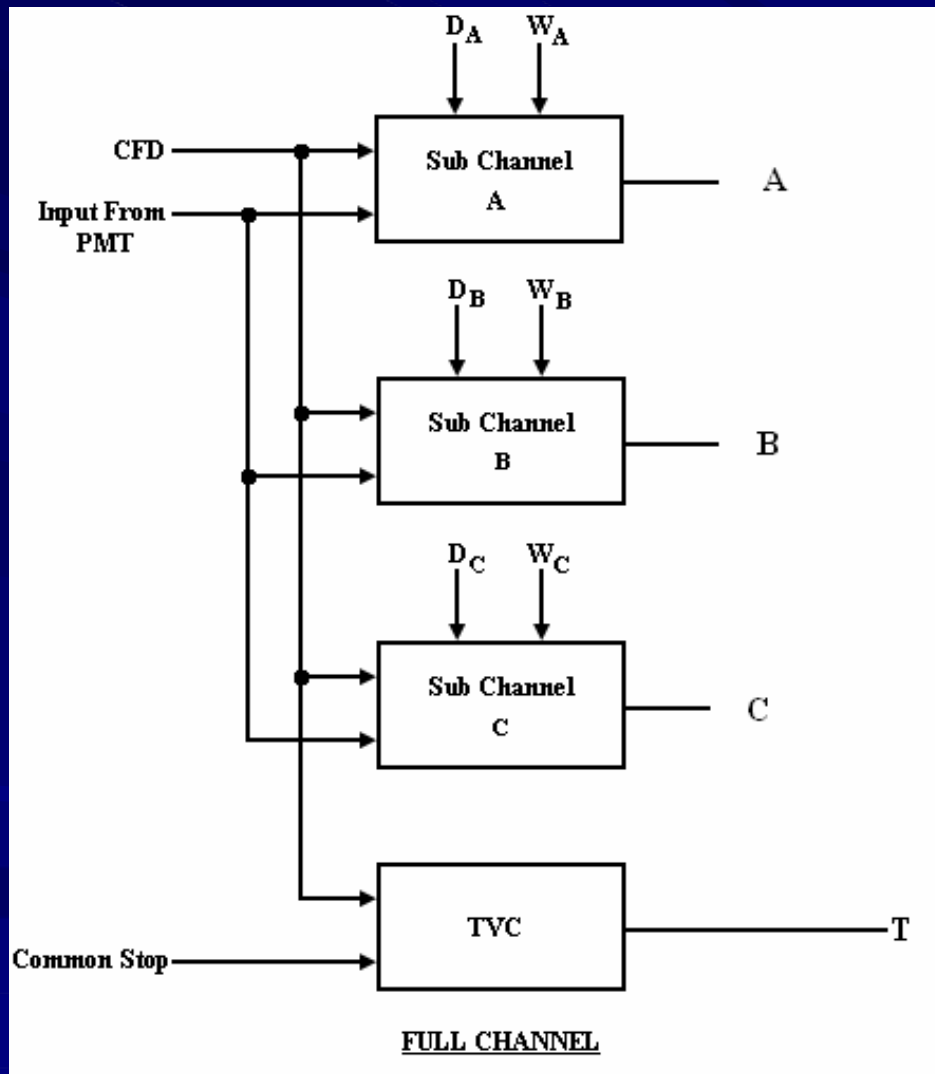 D_A W_A
CFD
Sub Channel
A
A
Input From
PMT
D_B W_B
Sub Channel
B
B
D_C W_C
Sub Channel
C
C
TVC
T
Common Stop
FULL CHANNEL